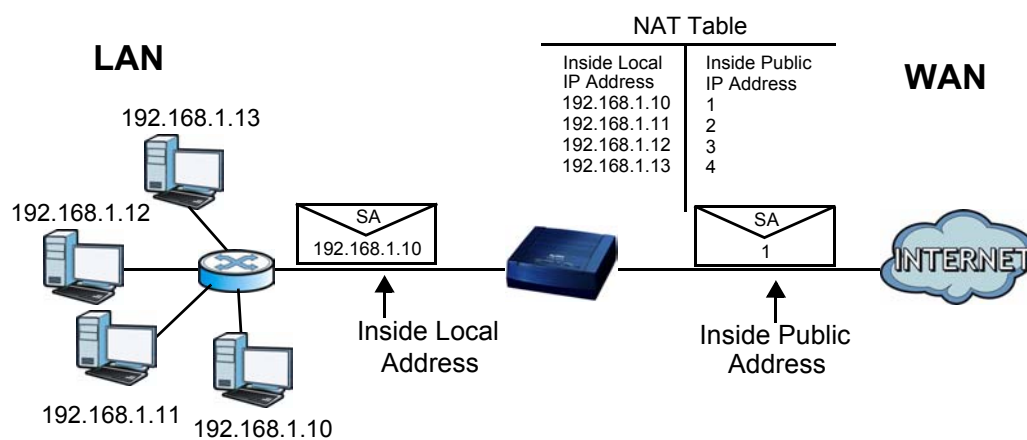 NAT Table
LAN
WAN
Inside Local
IP Address
192.168.1.10
192.168.1.11
192.168.1.12
192.168.1.13
Inside Public
IP Address
1
2
3
4
192.168.1.13
192.168.1.12
192.168.1.11
192.168.1.10
SA
192.168.1.10
Inside Local
Address
SA
1
Inside Public
Address
INTERNET